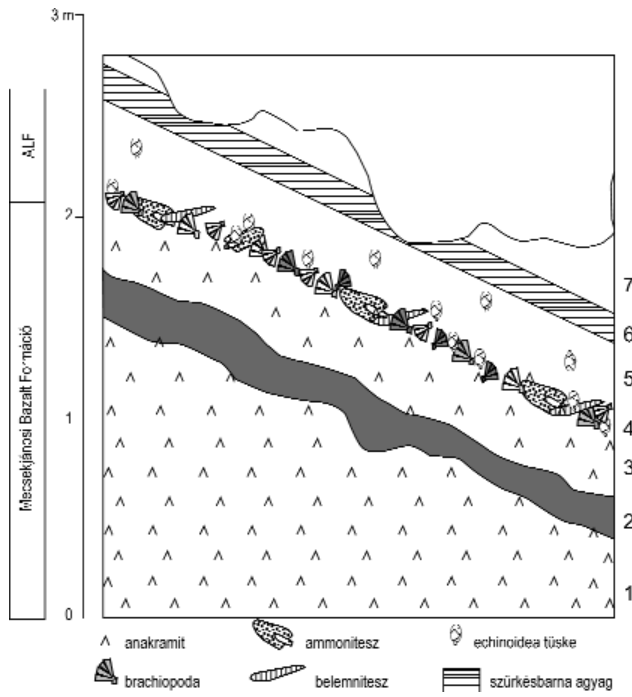 3 m
ALF
2
Mecsekjánosi Bazalt Formáció
1
0
7
6
5
4
3
2
1
anakramit
ammonitesz
echinoidea tüske
brachiopoda
belemnitesz
szürkésbarna agyag